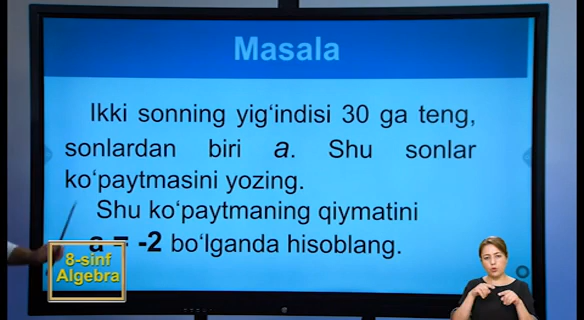 Masala
Ikki sonning yig‘indisi 30 ga teng,
sonlardan biri a. Shu sonlar
ko‘paytmasini yozing.
Shu ko‘paytmaning qiymatini
a = -2 bo‘lganda hisoblang.
8-sinf
Algebra